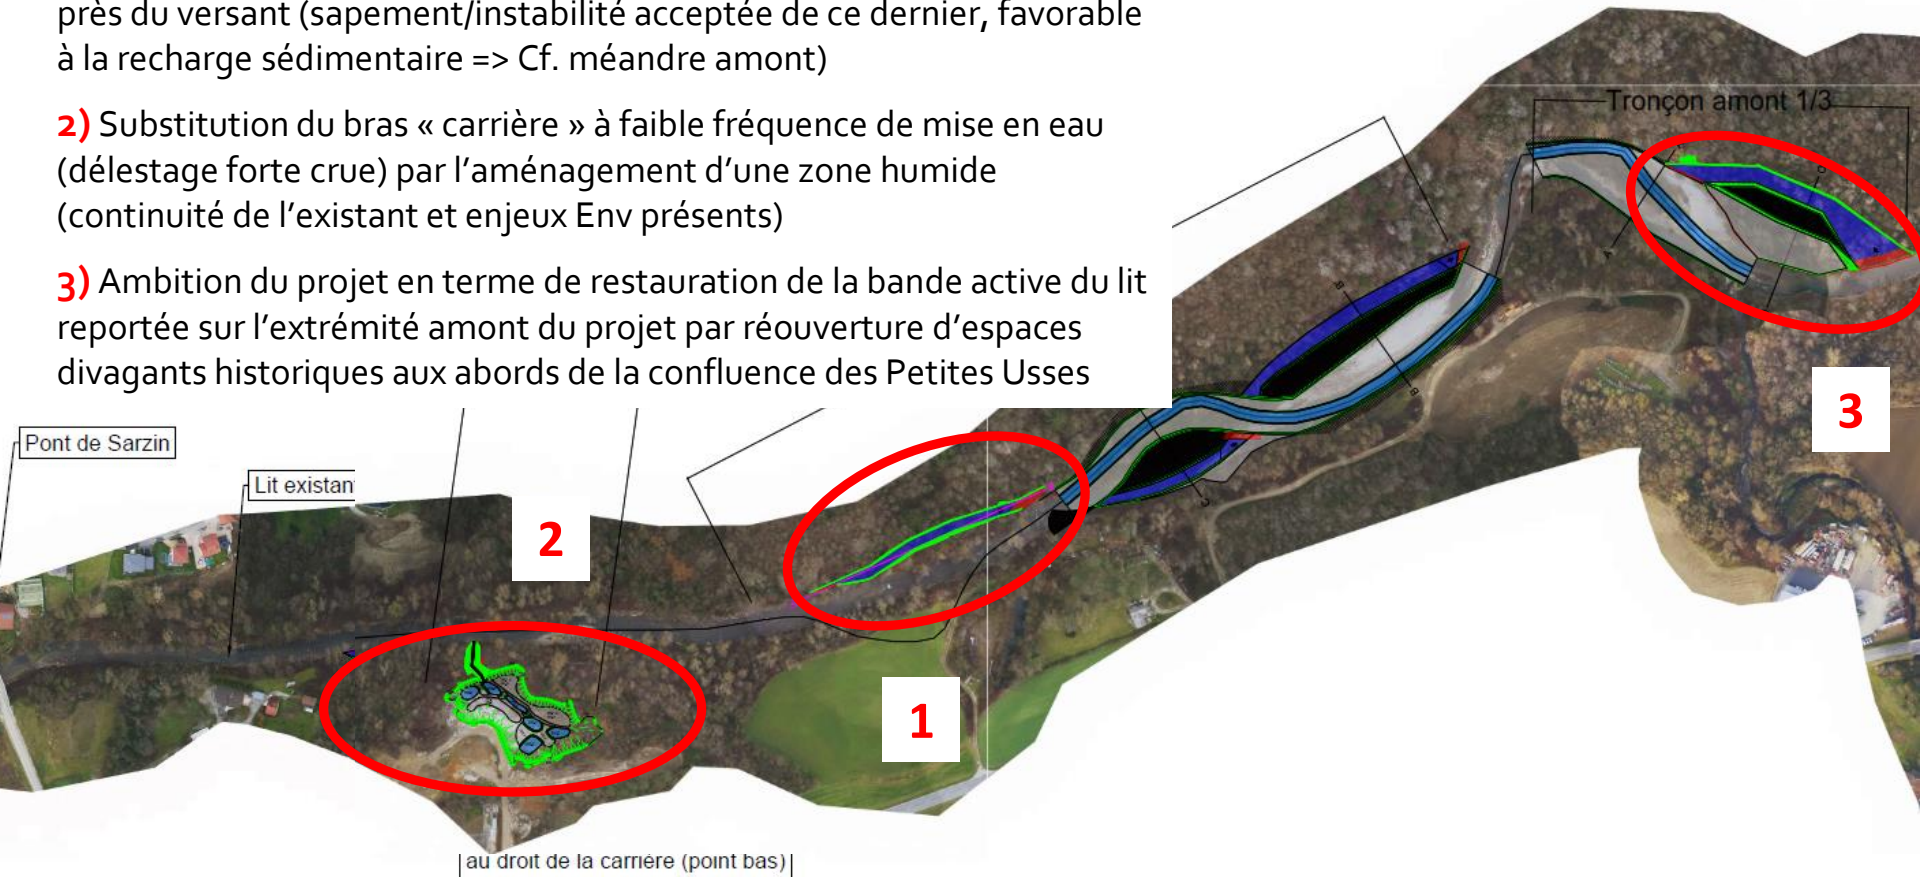 près du versant (sapement/instabilité acceptée de ce dernier, favorable
à la recharge sédimentaire => Cf. méandre amont)
2) Substitution du bras « carrière » à faible fréquence de mise en eau
(délestage forte crue) par l’aménagement d’une zone humide
(continuité de l’existant et enjeux Env présents)
3) Ambition du projet en terme de restauration de la bande active du lit
reportée sur l’extrémité amont du projet par réouverture d’espaces
divagants historiques aux abords de la confluence des Petites Usses
Tronçon amont 1/3
3
Pont de Sarzin
Lit existan
2
1
au droit de la carrière (point bas)